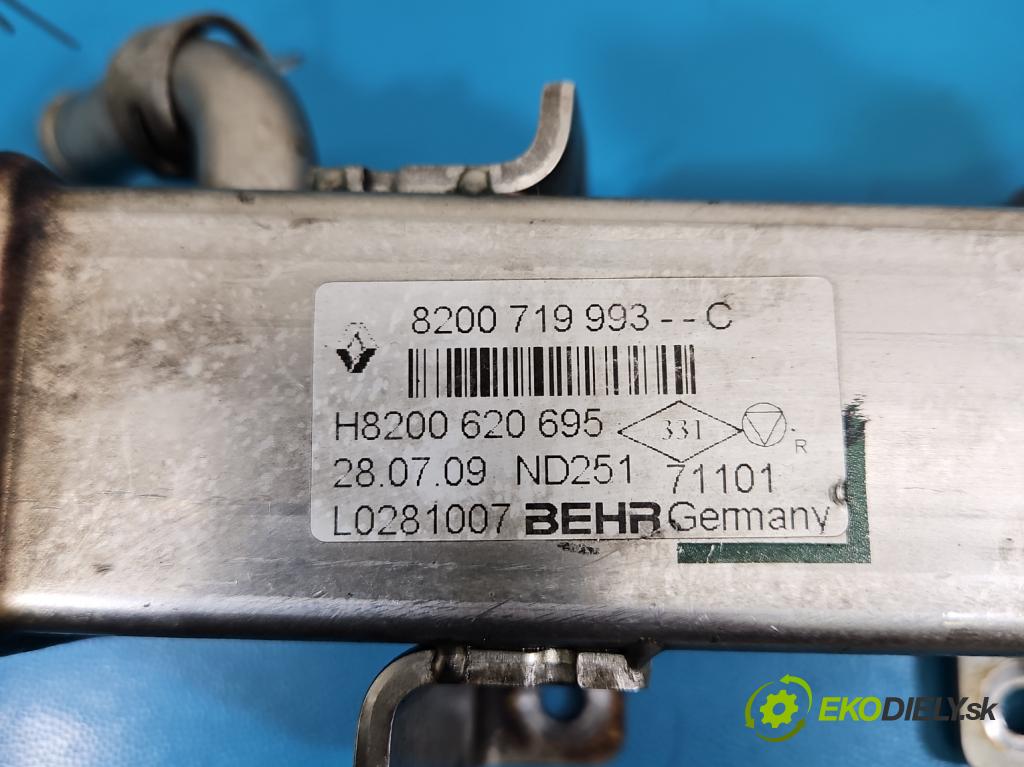 8200 719 993 - - C
H8200 620 695 331 R
28.07.09 ND251 71101
L0281007 BEHR Germany
EKODIELY.sk